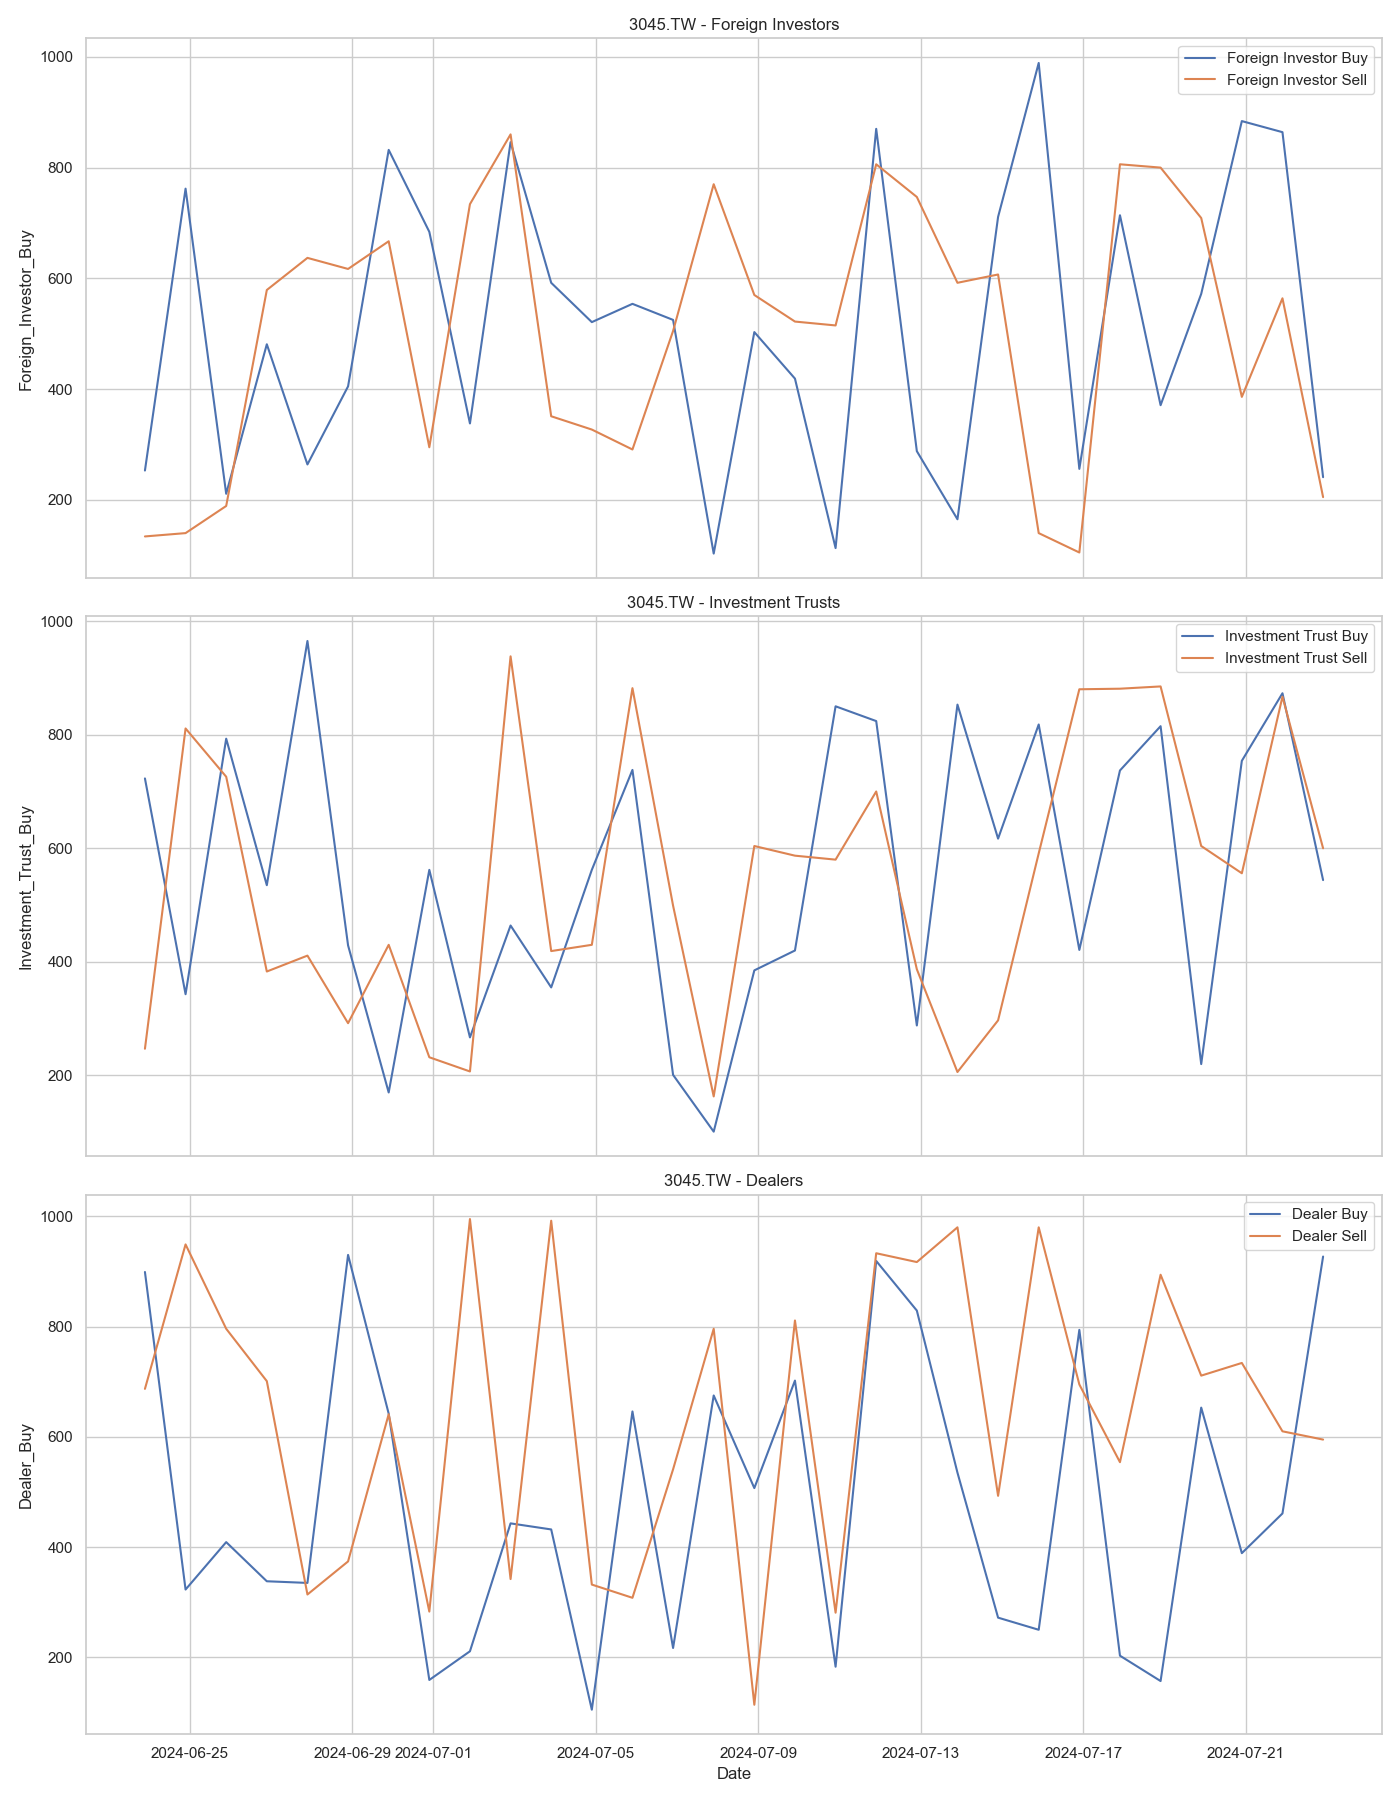 3045.TW - Foreign Investors
Foreign_Investor_Buy
1000
800
600
400
200
Foreign Investor Buy
Foreign Investor Sell
3045.TW - Investment Trusts
Investment_Trust_Buy
1000
800
600
400
200
Investment Trust Buy
Investment Trust Sell
3045.TW - Dealers
Dealer_Buy
1000
800
600
400
200
Dealer Buy
Dealer Sell
2024-06-25 2024-06-29 2024-07-01 2024-07-05 2024-07-09 2024-07-13 2024-07-17 2024-07-21
Date